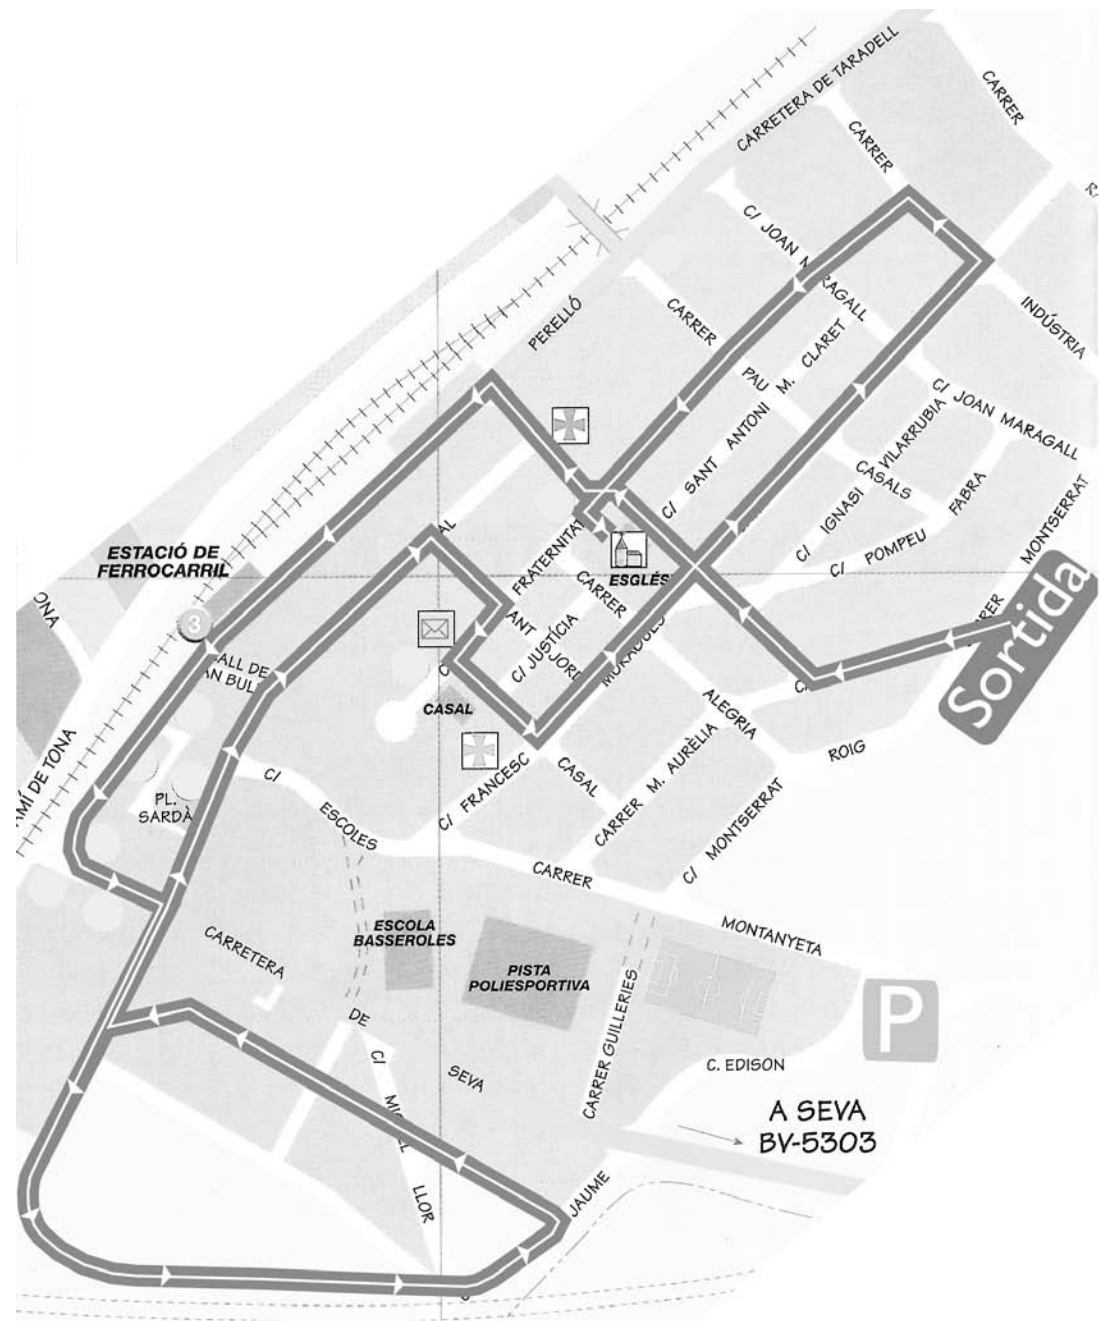 CARRETERA DE TARADELL
CARRER
CARRER
C/ JOAN MARAGALL
INDÚSTRIA
PERELLÓ
CARRER
PAU
CASALS
C/ SANT ANTONI M. CLARET
C/ JOAN MARAGALL
C/ IGNASI VILARRUBIA
C/ POMPEU FABRA
MONTSERRAT
ESTACIÓ DE
FERROCARRIL
3
FRATERNITAT
ESGLÉSI
CARRER
C/ JUSTÍCIA
Sortida
CASAL
ALEGRIA
C/ FRANCESC
CASAL
CARRER M. AURÈLIA
ROIG
C/ MONTSERRAT
PL.
SARDÀ
C/ ESCOLES
CARRER
MONTANYETA
CARRETERA
DE
SEVA
ESCOLA
BASSEROLES
PISTA
POLIESPORTIVA
CARRER GUILLERIES
P
C. EDISON
A SEVA
BV-5303
C/
LLOR
JAUME